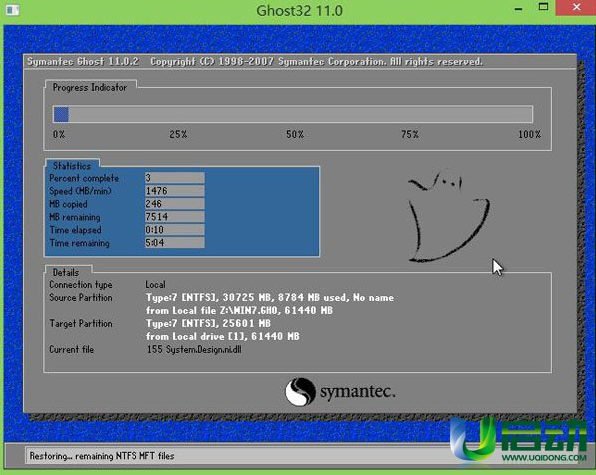 Ghost32 11.0
Symantec Ghost 11.0.2 Copyright (C) 1998-2007 Symantec Corporation. All rights reserved.
Progress Indicator
0% 25% 50% 75% 100%
Statistics
Percent complete 3
Speed (MB/min) 1476
MB copied 246
MB remaining 7514
Time elapsed 0:10
Time remaining 5:04
Details
Connection type Local
Source Partition Type:7 [NTFS], 30725 MB, 8784 MB used, No name
from Local file Z:\WIN7.GHO, 61440 MB
Target Partition Type:7 [NTFS], 25601 MB
from Local drive [1], 61440 MB
Current file 155 System.Design.ni.dll
symantec.
U启动
WWW.UQIDONG.COM
Restoring... remaining NTFS MFT files